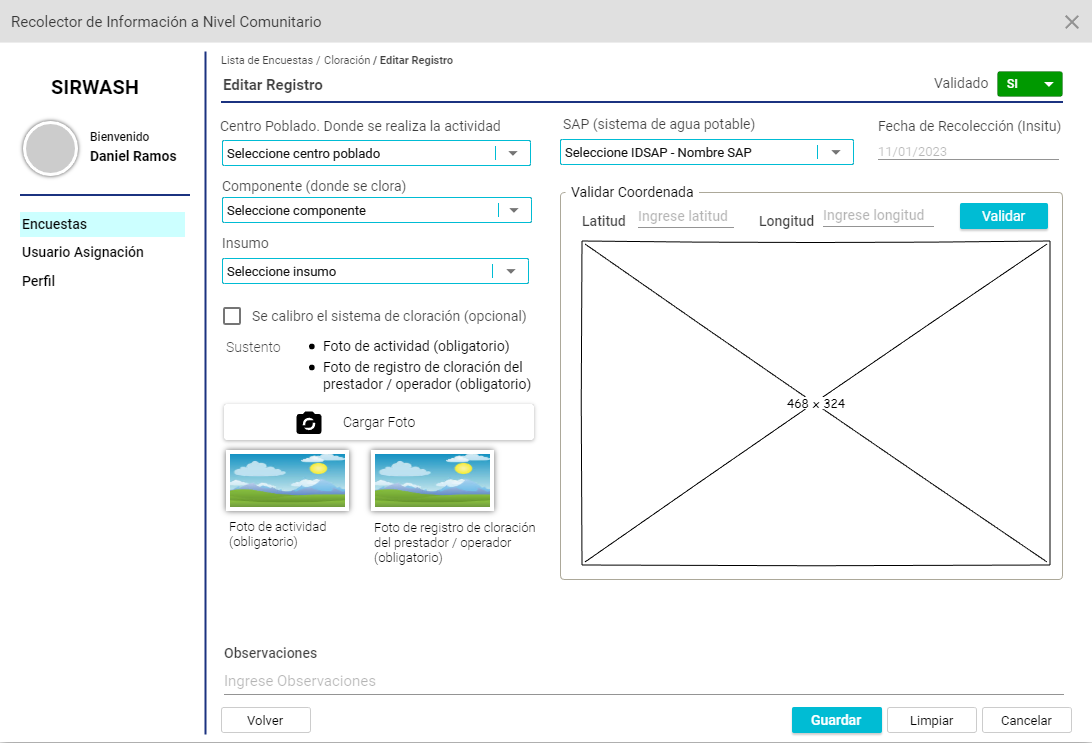 Recolector de Información a Nivel Comunitario
SIRWASH
Bienvenido
Daniel Ramos
Encuestas
Usuario Asignación
Perfil
Lista de Encuestas / Cloración / Editar Registro
Editar Registro
Validado
SI
Centro Poblado. Donde se realiza la actividad
Seleccione centro poblado
SAP (sistema de agua potable)
Seleccione IDSAP - Nombre SAP
Fecha de Recolección (Insitu)
11/01/2023
Componente (donde se clora)
Seleccione componente
Insumo
Seleccione insumo
Se calibro el sistema de cloración (opcional)
Sustento
• Foto de actividad (obligatorio)
• Foto de registro de cloración del
prestador / operador (obligatorio)
Cargar Foto
Foto de actividad
(obligatorio)
Foto de registro de cloración
del prestador / operador
(obligatorio)
Validar Coordenada
Latitud
Ingrese latitud
Longitud
Ingrese longitud
Validar
468 x 324
Observaciones
Ingrese Observaciones
Volver
Guardar
Limpiar
Cancelar